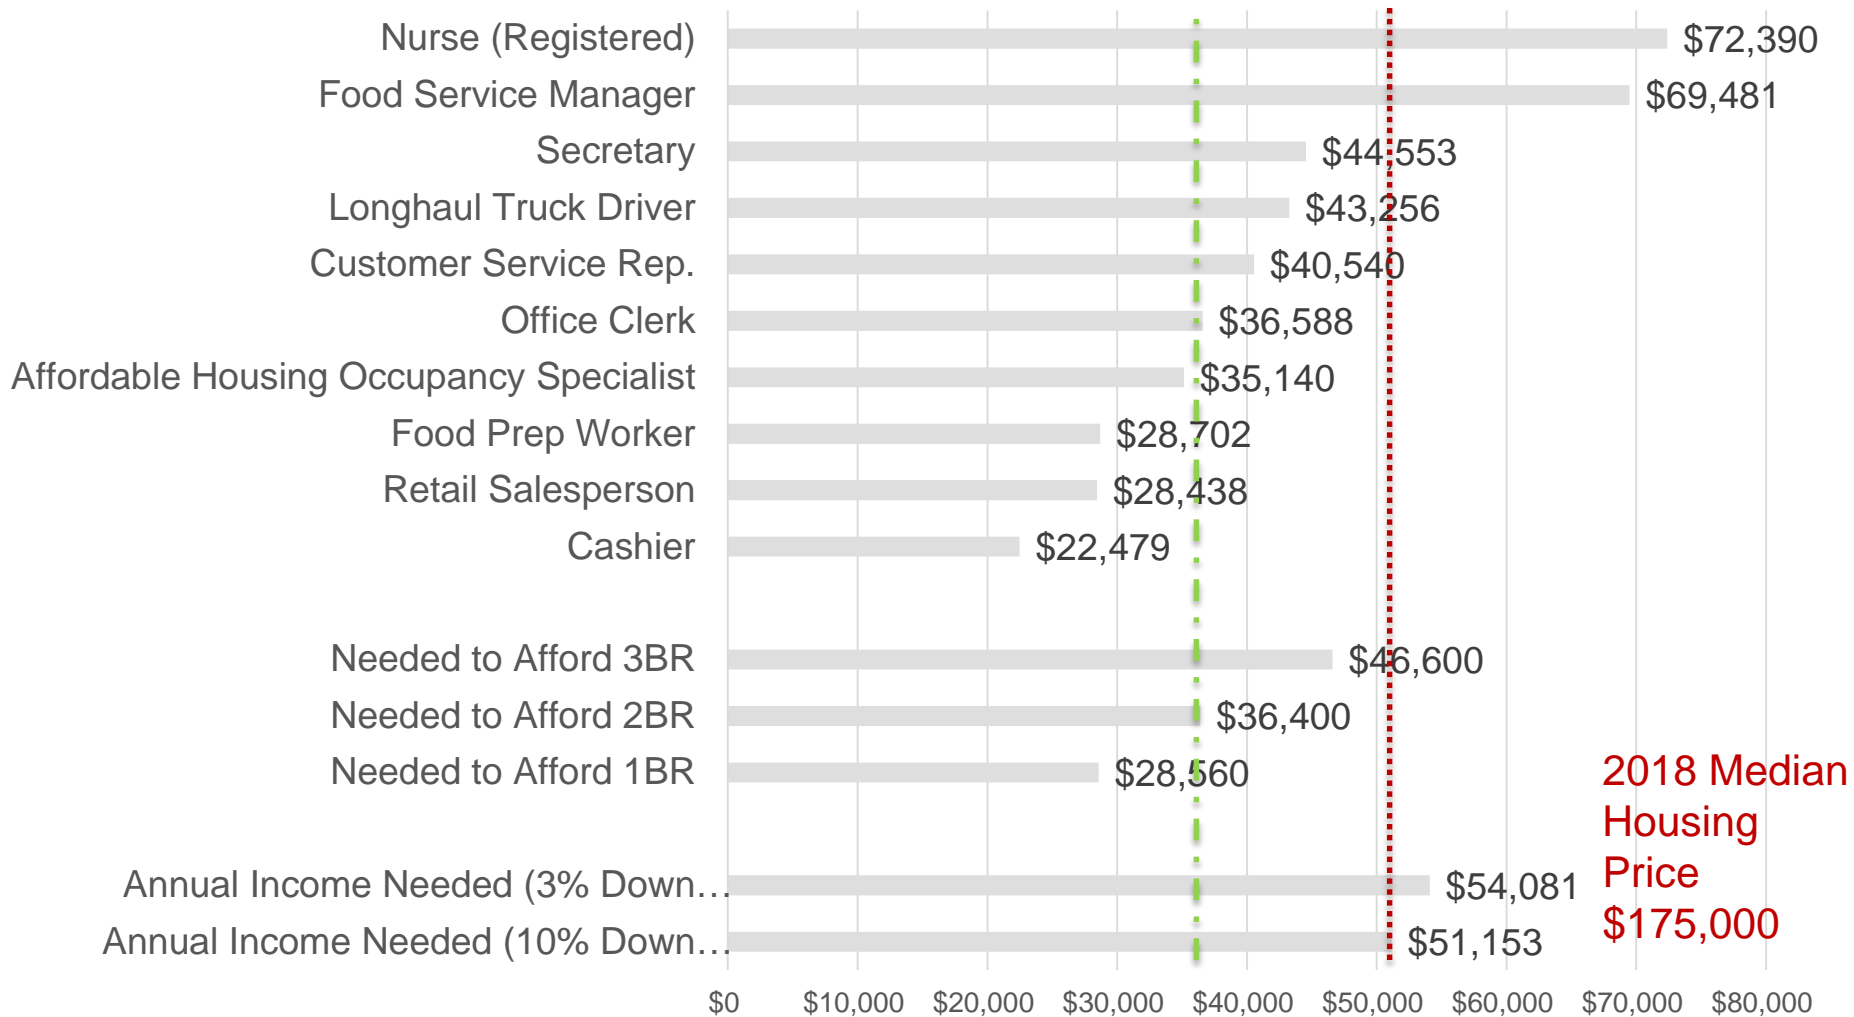 Nurse (Registered) $72,390
Food Service Manager $69,481
Secretary $44,553
Longhaul Truck Driver $43,256
Customer Service Rep. $40,540
Office Clerk $36,588
Affordable Housing Occupancy Specialist $35,140
Food Prep Worker $28,702
Retail Salesperson $28,438
Cashier $22,479
Needed to Afford 3BR $46,600
Needed to Afford 2BR $36,400
Needed to Afford 1BR $28,560
Annual Income Needed (3% Down… $54,081
Annual Income Needed (10% Down… $51,153
2018 Median
Housing
Price
$175,000
$0 $10,000 $20,000 $30,000 $40,000 $50,000 $60,000 $70,000 $80,000